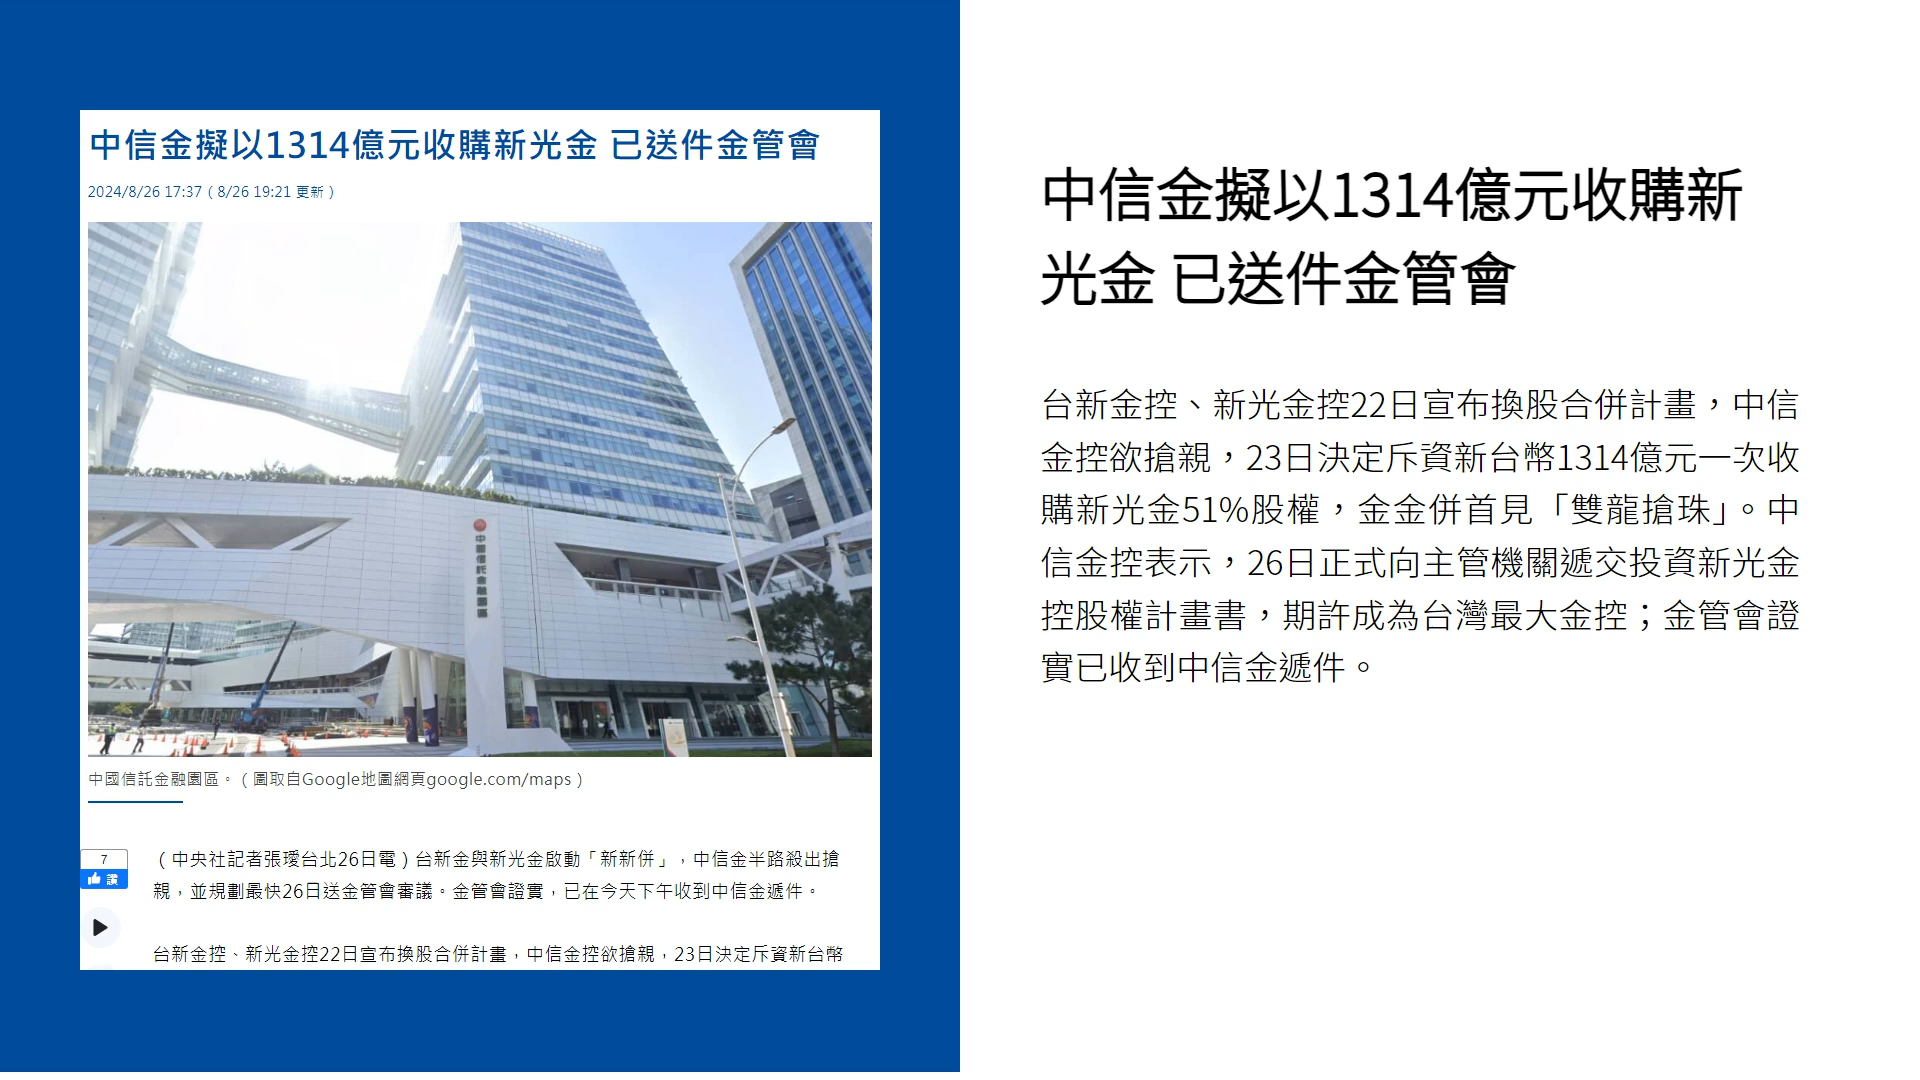 中信金擬以1314億元收購新光金 已送件金管會
2024/8/26 17:37（8/26 19:21 更新）
中國信託金融園區
中國信託金融園區。（圖取自Google地圖網頁google.com/maps）
7
讚
（中央社記者張璦台北26日電）台新金與新光金啟動「新新併」，中信金半路殺出搶
親，並規劃最快26日送金管會審議。金管會證實，已在今天下午收到中信金遞件。
台新金控、新光金控22日宣布換股合併計畫，中信金控欲搶親，23日決定斥資新台幣
中信金擬以1314億元收購新
光金 已送件金管會
台新金控、新光金控22日宣布換股合併計畫，中信
金控欲搶親，23日決定斥資新台幣1314億元一次收
購新光金51%股權，金金併首見「雙龍搶珠」。中
信金控表示，26日正式向主管機關遞交投資新光金
控股權計畫書，期許成為台灣最大金控；金管會證
實已收到中信金遞件。